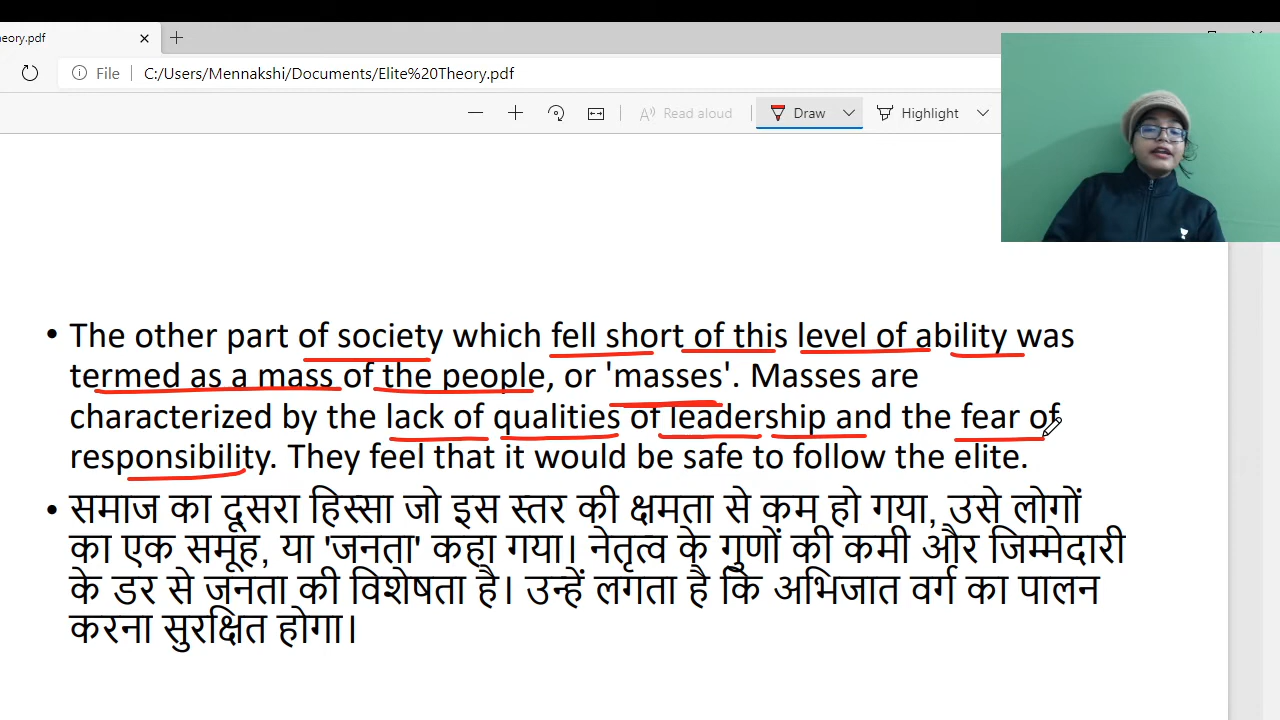 eory.pdf
File C:/Users/Mennakshi/Documents/Elite%20Theory.pdf
Read aloud Draw Highlight
• The other part of society which fell short of this level of ability was
termed as a mass of the people, or 'masses'. Masses are
characterized by the lack of qualities of leadership and the fear of
responsibility. They feel that it would be safe to follow the elite.
• समाज का दूसरा हिस्सा जो इस स्तर की क्षमता से कम हो गया, उसे लोगों
का एक समूह, या 'जनता' कहा गया। नेतृत्व के गुणों की कमी और जिम्मेदारी
के डर से जनता की विशेषता है। उन्हें लगता है कि अभिजात वर्ग का पालन
करना सुरक्षित होगा।